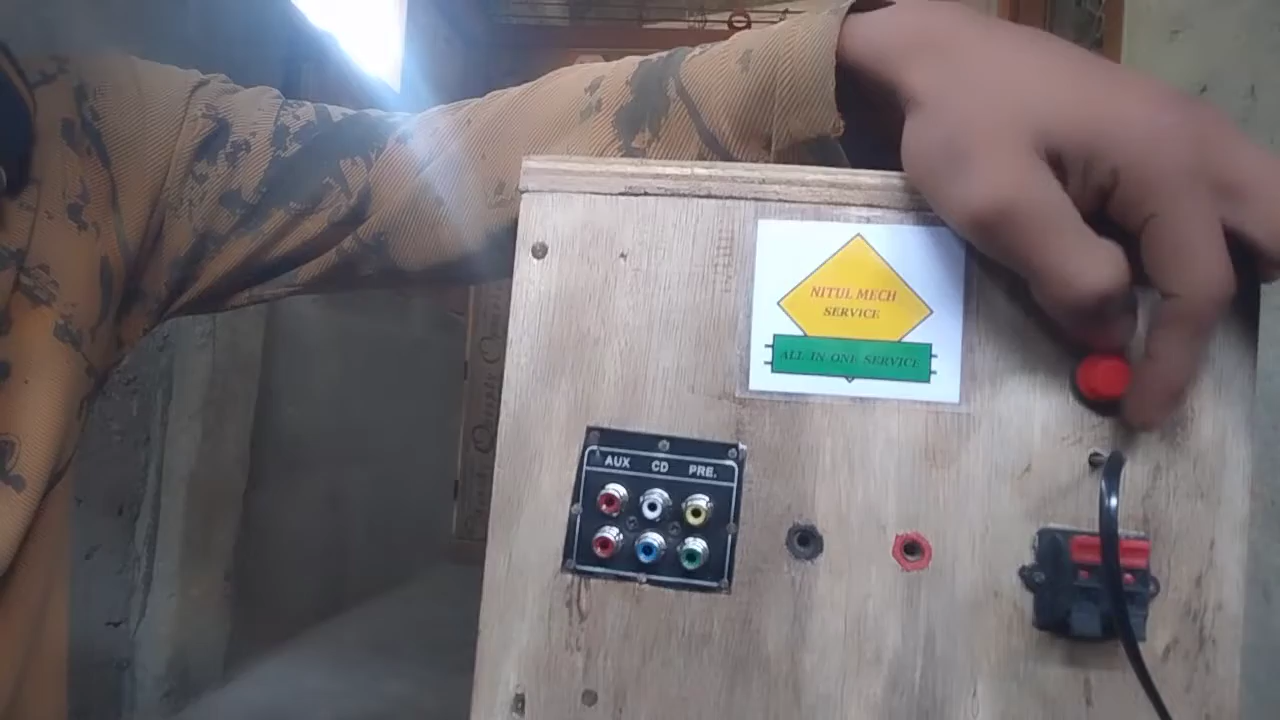 NITUL MECH
SERVICE
ALL IN ONE SERVICE
AUX CD PRE.